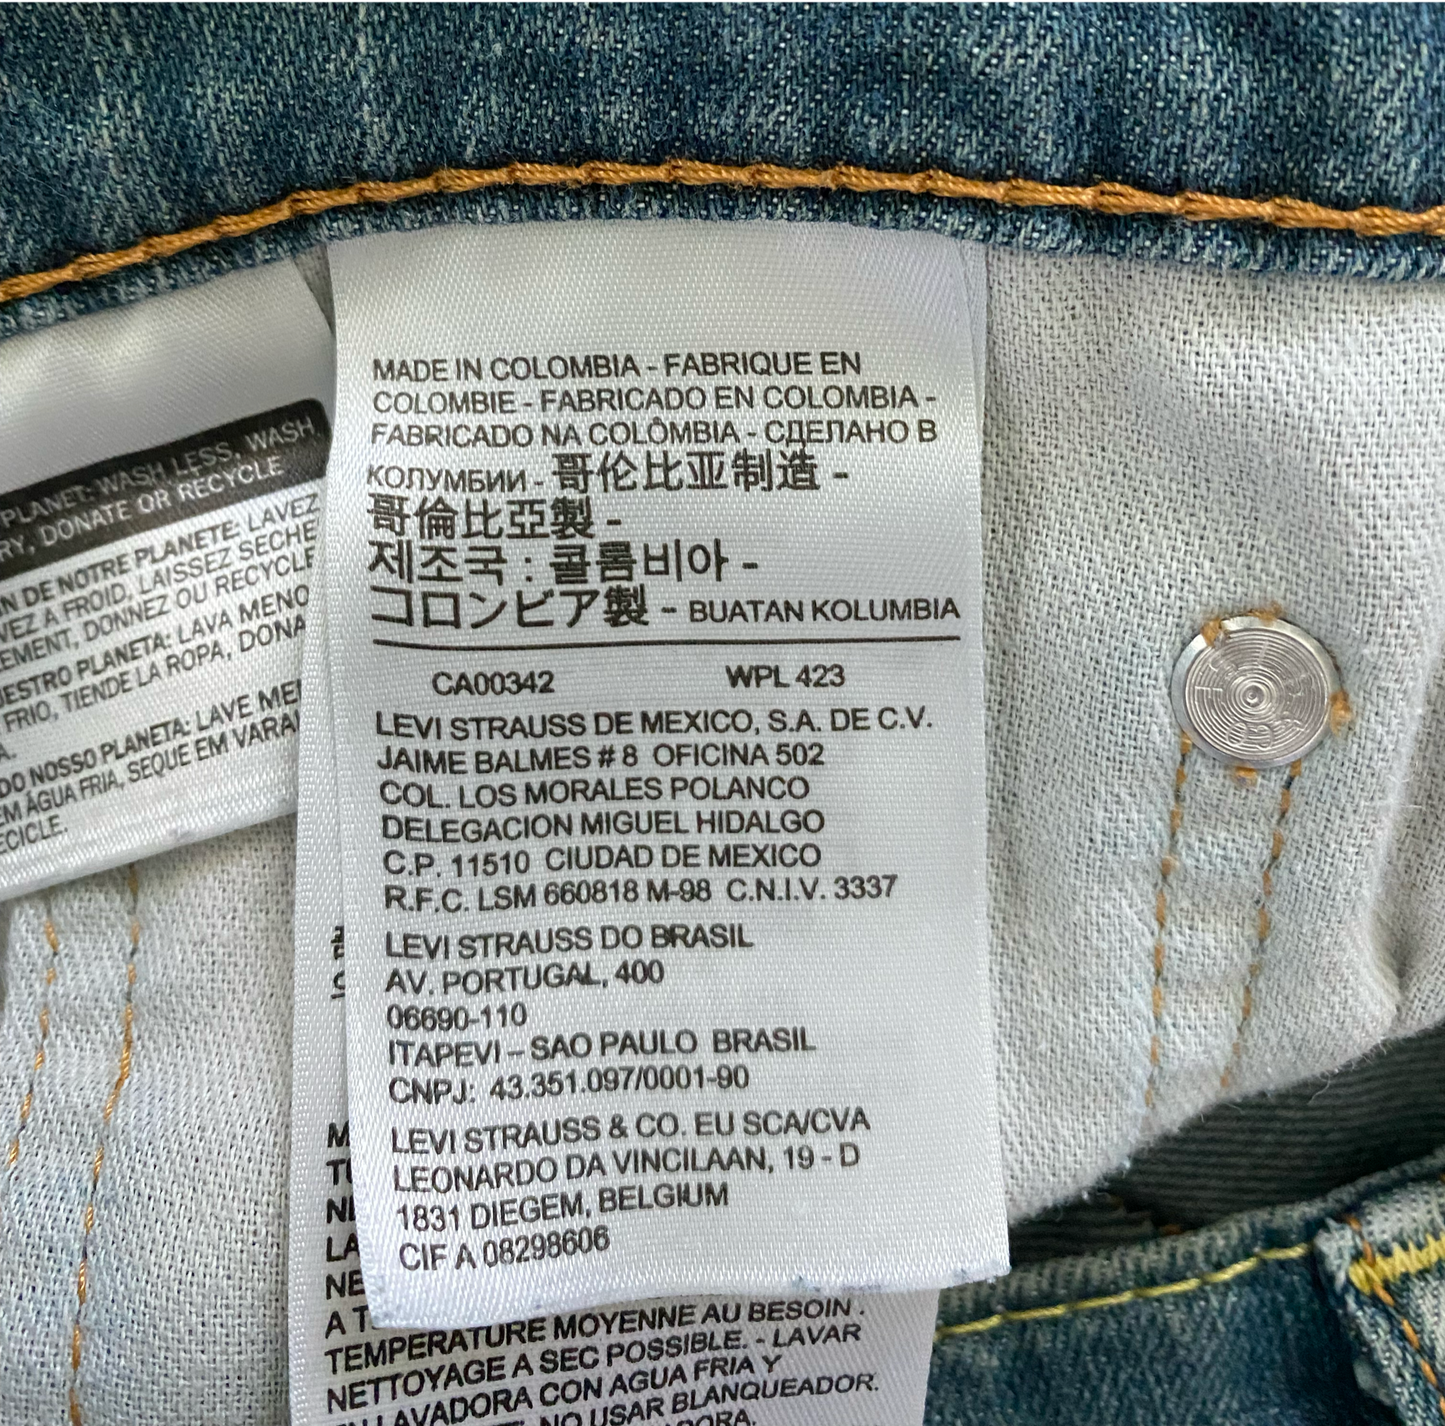 PLANET: WASH LESS, WASH
DONATE OR RECYCLE
DE NOTRE PLANETE: LAVEZ
A FROID, LAISSEZ SECHE
DONNEZ OU RECYCLE
PLANETA: LAVA MENO
FRIO, TIENDE LA ROPA, DONA
DO NOSSO PLANETA: LAVE ME
EM ÁGUA FRIA, SEQUE EM VARA
ECICLE.
MADE IN COLOMBIA - FABRIQUE EN
COLOMBIE - FABRICADO EN COLOMBIA -
FABRICADO NA COLÔMBIA - СДЕЛАНО В
КОЛУМБИИ - 哥伦比亚制造 -
哥倫比亞製 -
제조국 : 콜롬비아 -
コロンビア製 - BUATAN KOLUMBIA
CA00342 WPL 423
LEVI STRAUSS DE MEXICO, S.A. DE C.V.
JAIME BALMES # 8 OFICINA 502
COL. LOS MORALES POLANCO
DELEGACION MIGUEL HIDALGO
C.P. 11510 CIUDAD DE MEXICO
R.F.C. LSM 660818 M-98 C.N.I.V. 3337
LEVI STRAUSS DO BRASIL
AV. PORTUGAL, 400
06690-110
ITAPEVI – SAO PAULO BRASIL
CNPJ: 43.351.097/0001-90
LEVI STRAUSS & CO. EU SCA/CVA
LEONARDO DA VINCILAAN, 19 - D
1831 DIEGEM, BELGIUM
CIF A 08298606
LA
NE
A T
TEMPERATURE MOYENNE AU BESOIN .
NETTOYAGE A SEC POSSIBLE. - LAVAR
LAVADORA CON AGUA FRIA Y
NO USAR BLANQUEADOR.